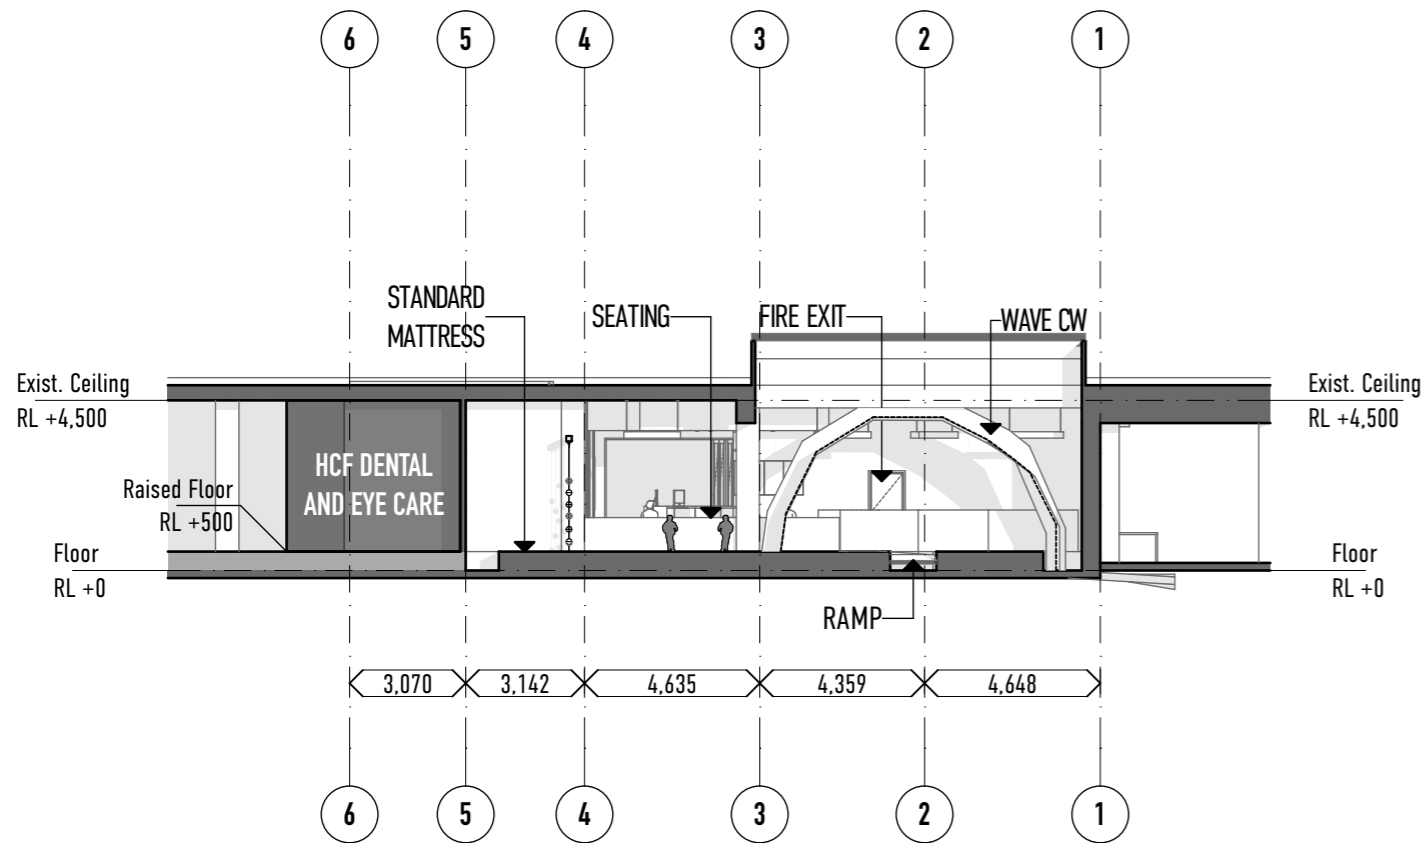 6 5 4 3 2 1
STANDARD
MATTRESS
SEATING
FIRE EXIT
WAVE CW
Exist. Ceiling
RL +4,500
Exist. Ceiling
RL +4,500
HCF DENTAL
AND EYE CARE
Raised Floor
RL +500
Floor
RL +0
Floor
RL +0
RAMP
3,070 3,142 4,635 4,359 4,648
6 5 4 3 2 1